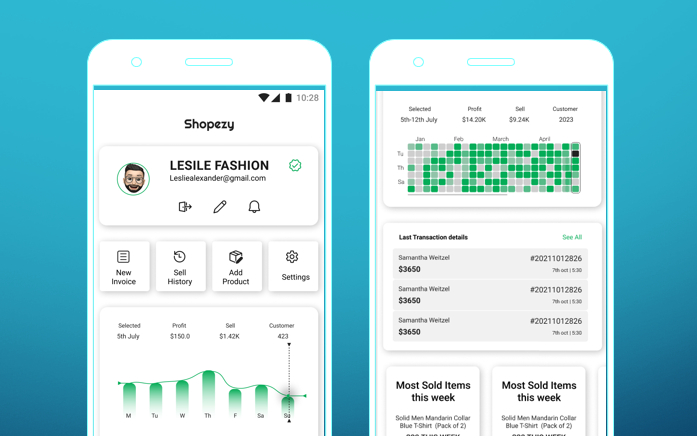 10:28
Shopezy
LESILE FASHION
Lesliealexander@gmail.com
New
Invoice
Sell
History
Add
Product
Settings
Selected
Profit
Sell
Customer
5th July
$150.0
$1.42K
423
M
Tu
W
Th
F
Sa
Su
Selected
Profit
Sell
Customer
5th-12th July
$14.20K
$9.24K
2023
Jan
Feb
March
April
Tu
Th
Sa
Last Transaction details
See All
Samantha Weitzel
#20211012826
$3650
7th oct | 5:30
Samantha Weitzel
#20211012826
$3650
7th oct | 5:30
Samantha Weitzel
#20211012826
$3650
7th oct | 5:30
Most Sold Items
this week
Solid Men Mandarin Collar
Blue T-Shirt (Pack of 2)
Most Sold Items
this week
Solid Men Mandarin Collar
Blue T-Shirt (Pack of 2)